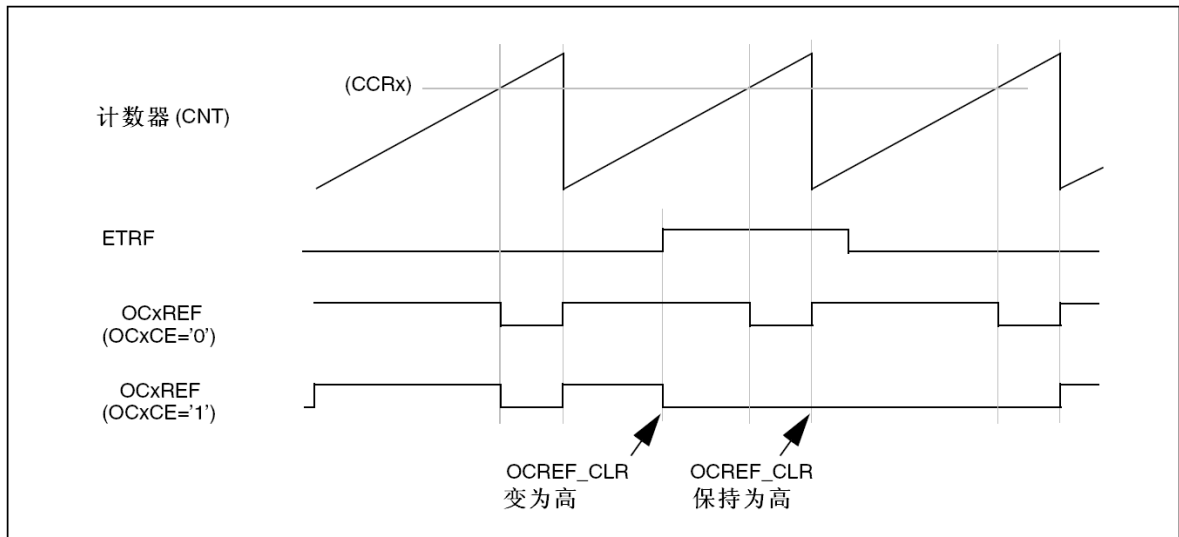 (CCRx)
计数器(CNT)
ETRF
OCxREF
(OCxCE='0')
OCxREF
(OCxCE='1')
OCREF_CLR
变为高
OCREF_CLR
保持为高